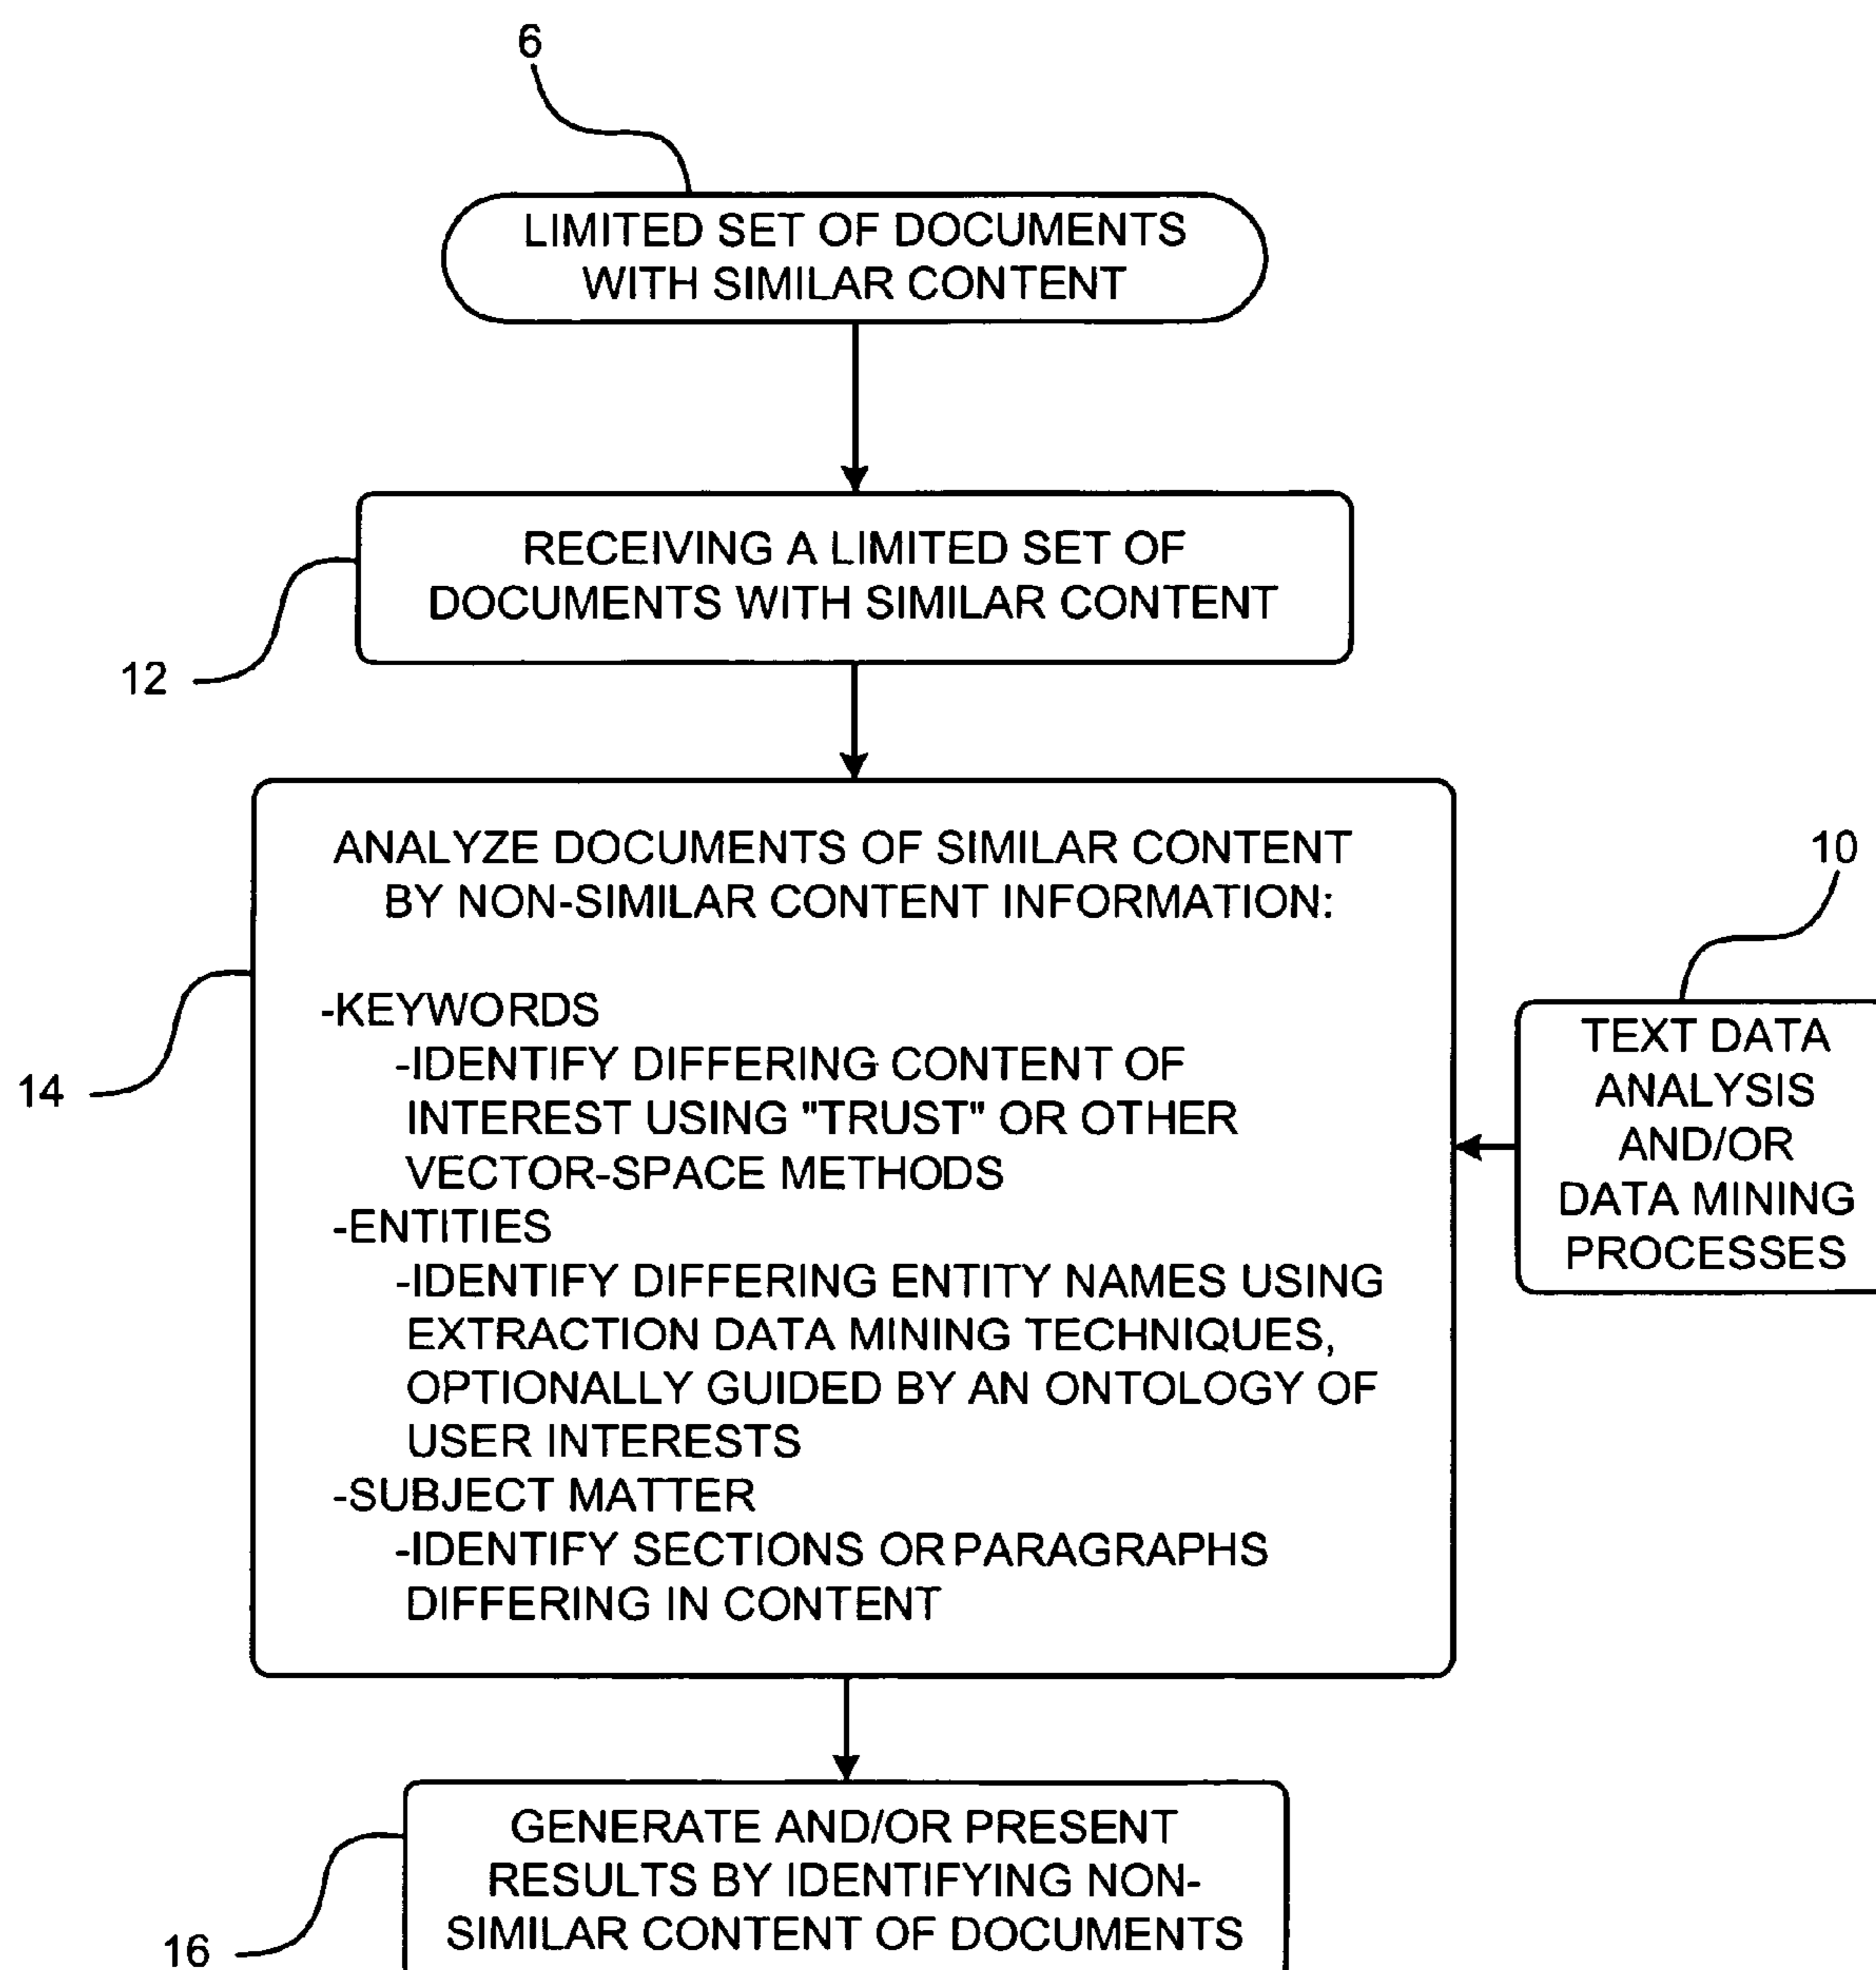 6
LIMITED SET OF DOCUMENTS
WITH SIMILAR CONTENT
RECEIVING A LIMITED SET OF
DOCUMENTS WITH SIMILAR CONTENT
12
ANALYZE DOCUMENTS OF SIMILAR CONTENT
BY NON-SIMILAR CONTENT INFORMATION:
-KEYWORDS
-IDENTIFY DIFFERING CONTENT OF
INTEREST USING "TRUST" OR OTHER
VECTOR-SPACE METHODS
-ENTITIES
-IDENTIFY DIFFERING ENTITY NAMES USING
EXTRACTION DATA MINING TECHNIQUES,
OPTIONALLY GUIDED BY AN ONTOLOGY OF
USER INTERESTS
-SUBJECT MATTER
-IDENTIFY SECTIONS OR PARAGRAPHS
DIFFERING IN CONTENT
14
10
TEXT DATA
ANALYSIS
AND/OR
DATA MINING
PROCESSES
GENERATE AND/OR PRESENT
RESULTS BY IDENTIFYING NON-
SIMILAR CONTENT OF DOCUMENTS
16